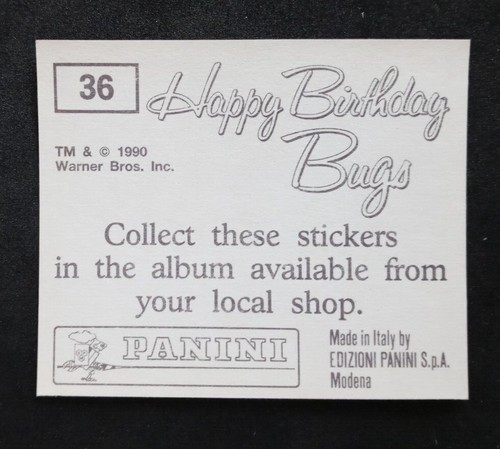 36
Happy Birthday
Bugs
TM & © 1990
Warner Bros. Inc.
Collect these stickers
in the album available from
your local shop.
PANINI
Made in Italy by
EDIZIONI PANINI S.p.A.
Modena